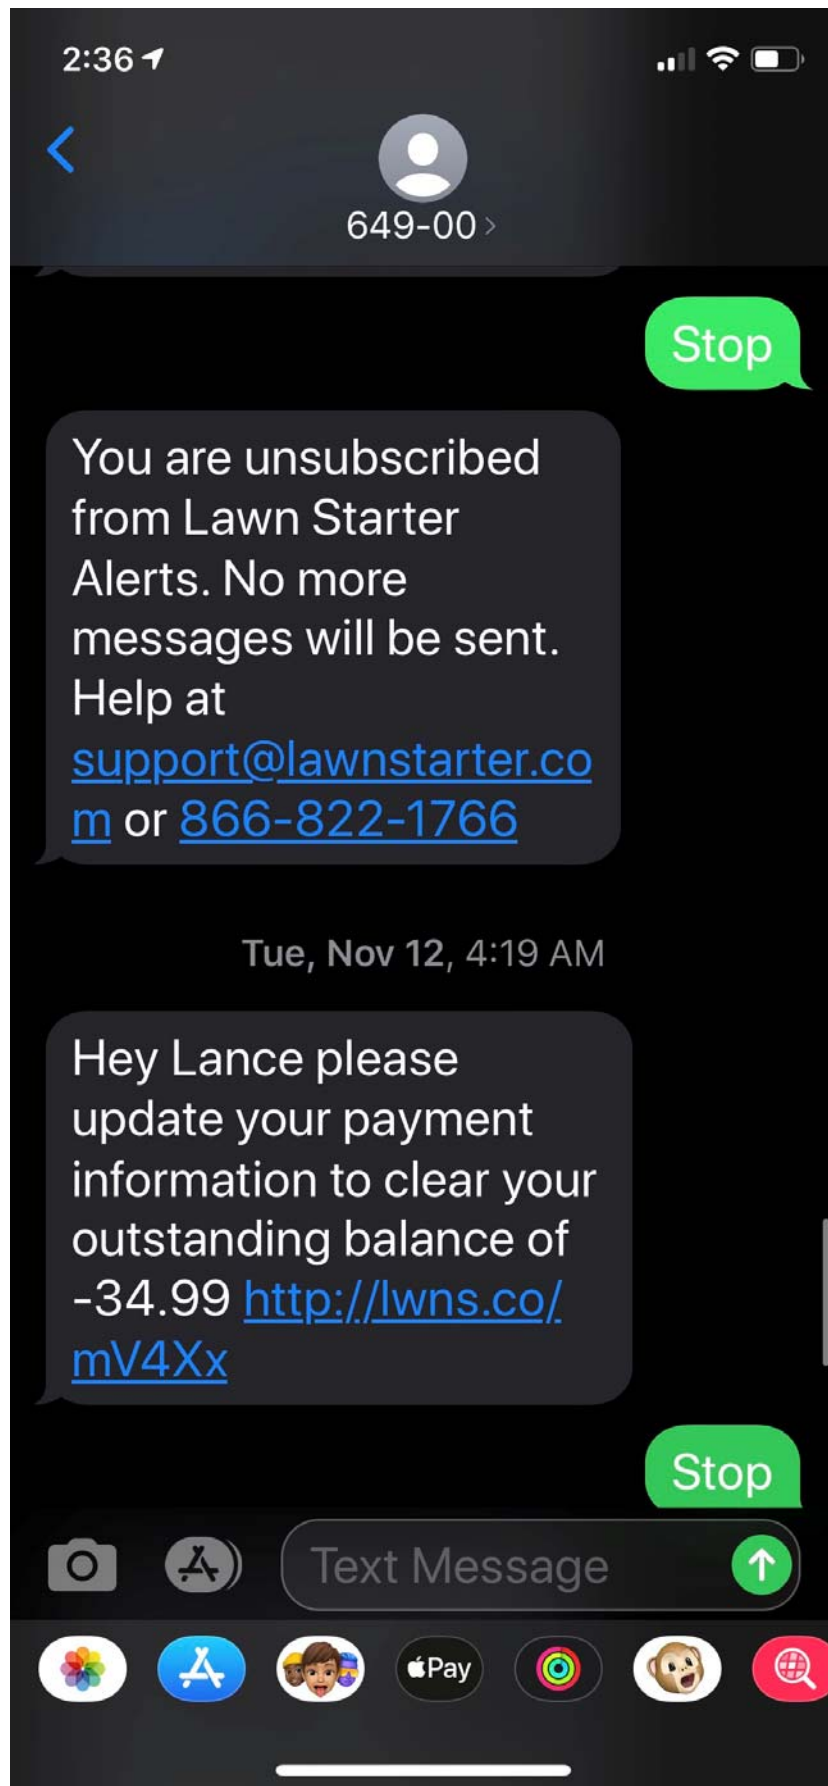 2:36
649-00
Stop
You are unsubscribed
from Lawn Starter
Alerts. No more
messages will be sent.
Help at
support@lawnstarter.co
m or 866-822-1766
Tue, Nov 12, 4:19 AM
Hey Lance please
update your payment
information to clear your
outstanding balance of
-34.99 http://lwns.co/
mV4Xx
Stop
Text Message
Pay